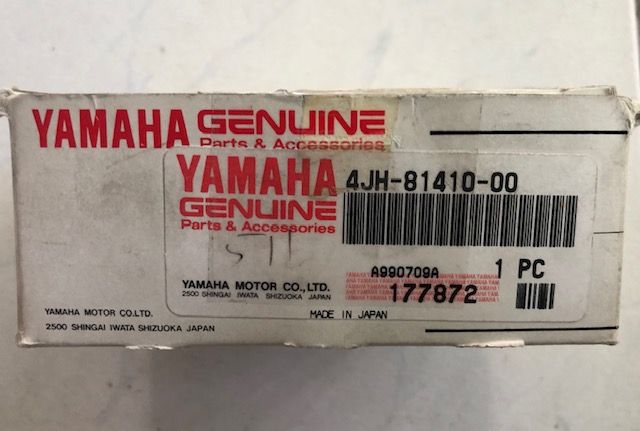 YAMAHA GENUINE
Parts & Accessories
YAMAHA
GENUINE
Parts & Accessories
4JH-81410-00
A990709A
1 PC
177872
YAMAHA MOTOR CO.,LTD.
2500 SHINGAI IWATA SHIZUOKA JAPAN
MADE IN JAPAN
YAMAHA MOTOR CO.LTD.
2500 SHINGAI IWATA SHIZUOKA JAPAN